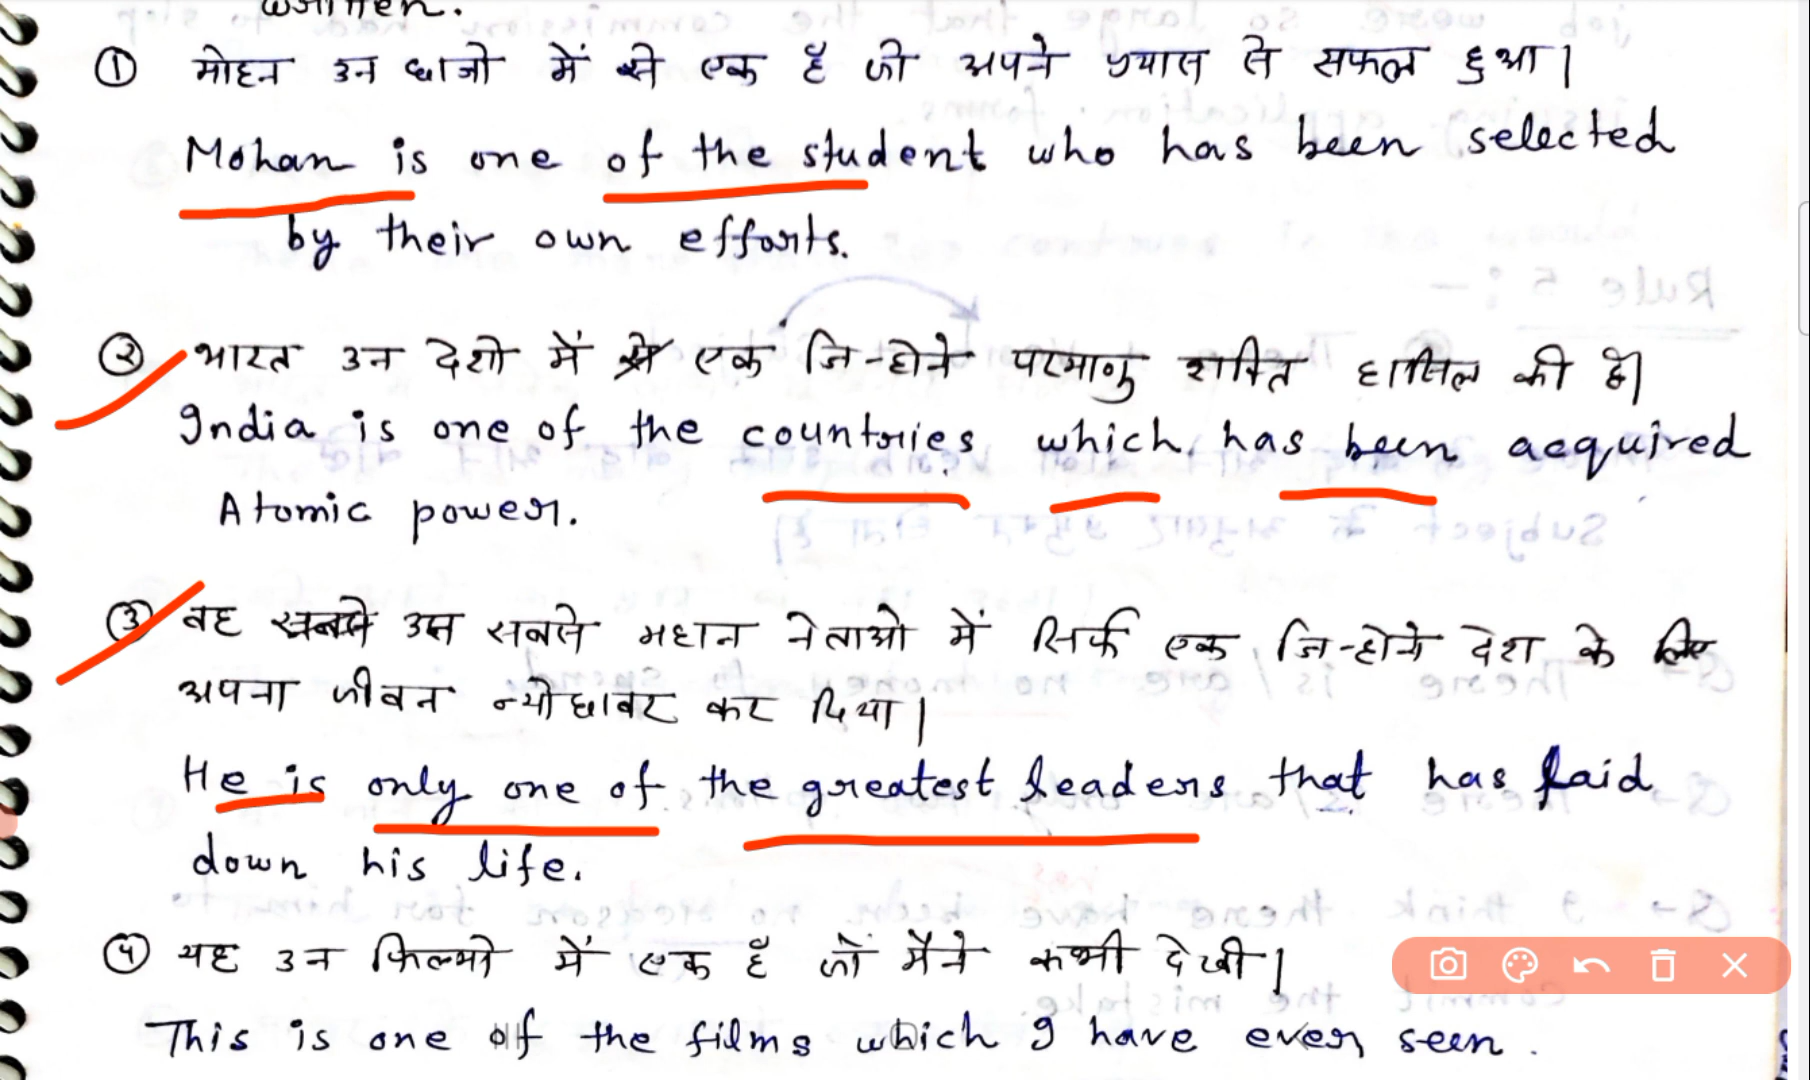 ① मोहन उन छात्रो में से एक है जो अपने प्रयास से सफल हुआ।
Mohan is one of the student who has been selected
by their own efforts.
② भारत उन देशो में से एक जिन्होने परमाणु शक्ति हासिल की है।
India is one of the countries which has been acquired
Atomic power.
③ वह उन सबसे महान नेताओ में सिर्फ एक जिन्होने देश के लिए
अपना जीवन न्योछावर कर दिया।
He is only one of the greatest leaders that has laid
down his life.
④ यह उन फिल्मो में एक है जो मैंने कभी देखी।
This is one of the films which I have ever seen.